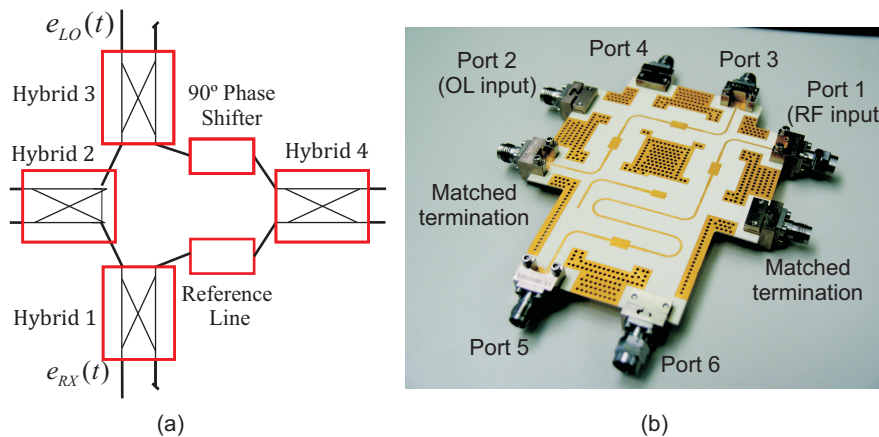 e_LO(t)
Hybrid 3
90º Phase
Shifter
Hybrid 2
Hybrid 4
Hybrid 1
Reference
Line
e_RX(t)
(a)
Port 4
Port 3
Port 2
(OL input)
Port 1
(RF input)
Matched
termination
Matched
termination
Port 5
Port 6
(b)